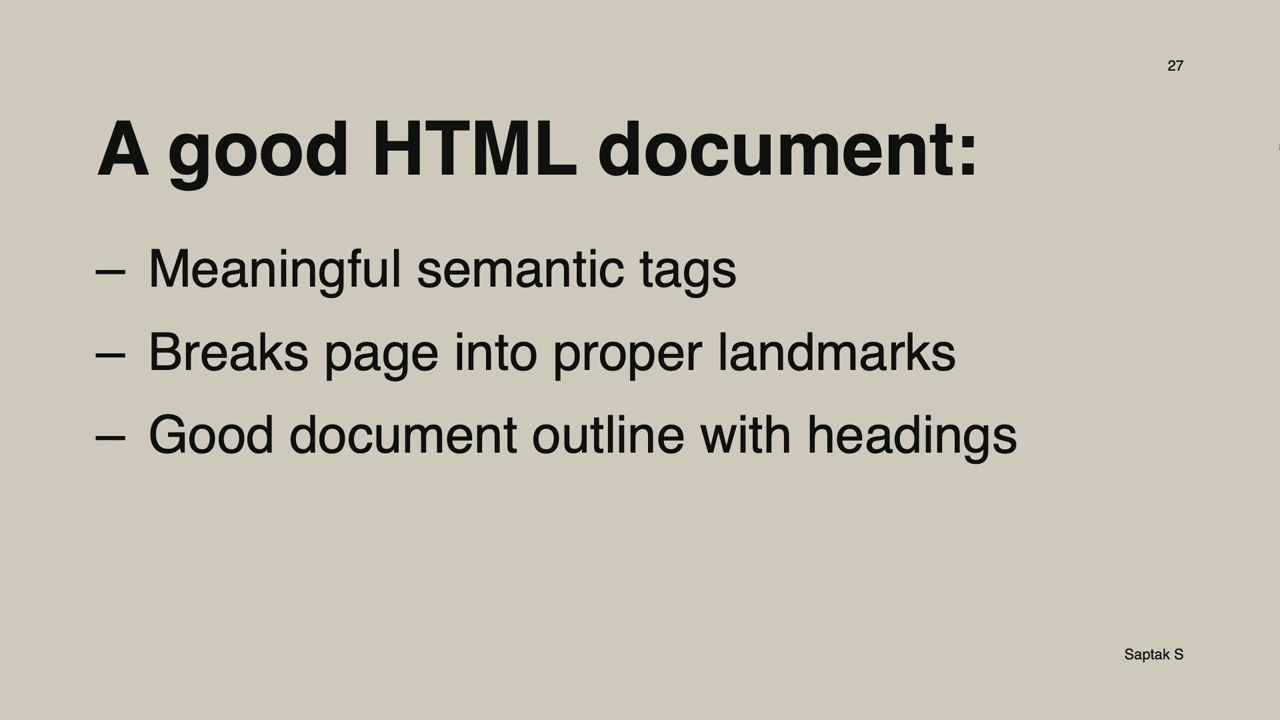 27
A good HTML document:
– Meaningful semantic tags
– Breaks page into proper landmarks
– Good document outline with headings
Saptak S